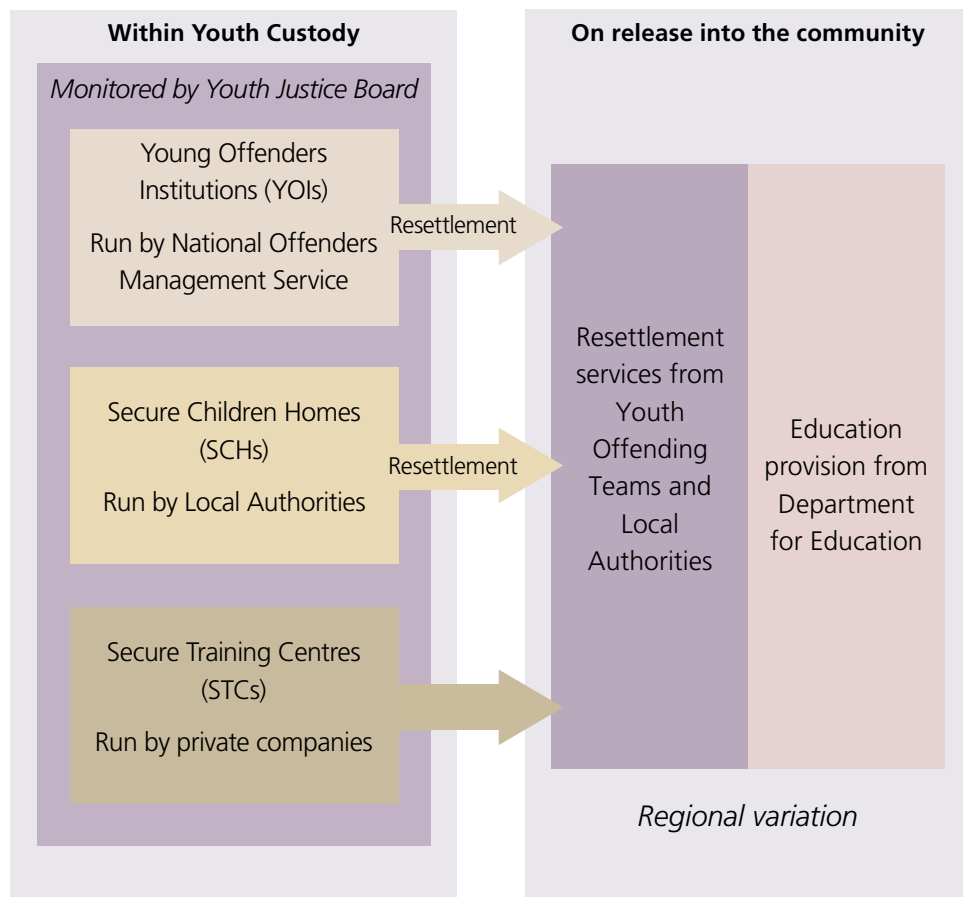 Within Youth Custody
Monitored by Youth Justice Board
Young Offenders
Institutions (YOIs)
Run by National Offenders
Management Service
Resettlement
Secure Children Homes
(SCHs)
Run by Local Authorities
Resettlement
Secure Training Centres
(STCs)
Run by private companies
On release into the community
Resettlement
services from
Youth
Offending
Teams and
Local
Authorities
Education
provision from
Department
for Education
Regional variation